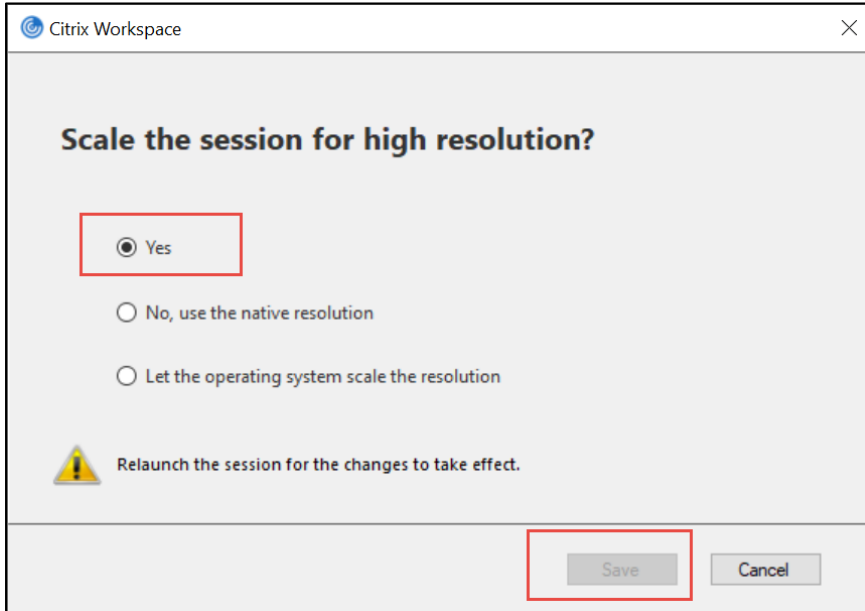 Citrix Workspace
Scale the session for high resolution?
Yes
No, use the native resolution
Let the operating system scale the resolution
Relaunch the session for the changes to take effect.
Save Cancel